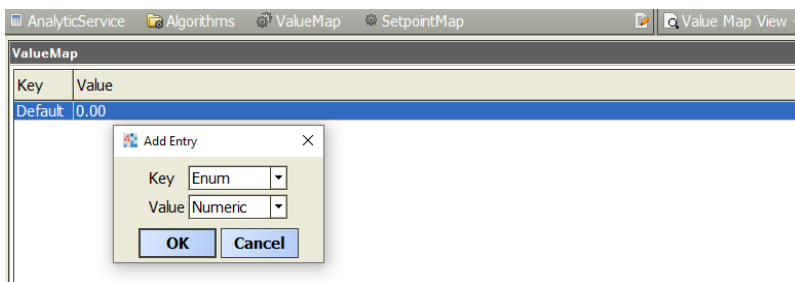 AnalyticService Algorithms ValueMap SetpointMap Value Map View
ValueMap
Key Value
Default 0.00
Add Entry
Key Enum
Value Numeric
OK Cancel